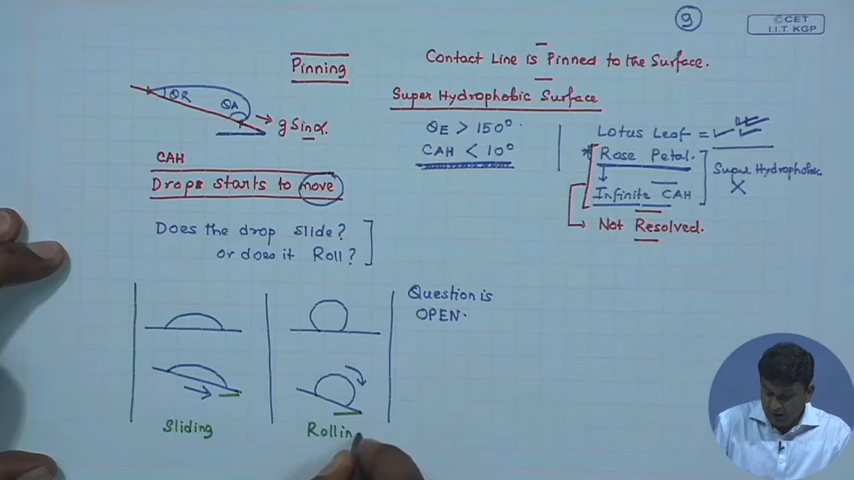 9
©CET
I.I.T. KGP
Pinning
Contact Line is Pinned to the Surface.
θR
θA
g Sinα.
Super Hydrophobic Surface
θE > 150°
CAH < 10°
Lotus Leaf =
* Rose Petal.
Infinite CAH
Super Hydrophobic
X
Not Resolved.
CAH
Drops starts to move
Does the drop slide?
or does it Roll?
Question is
OPEN.
Sliding
Rollin